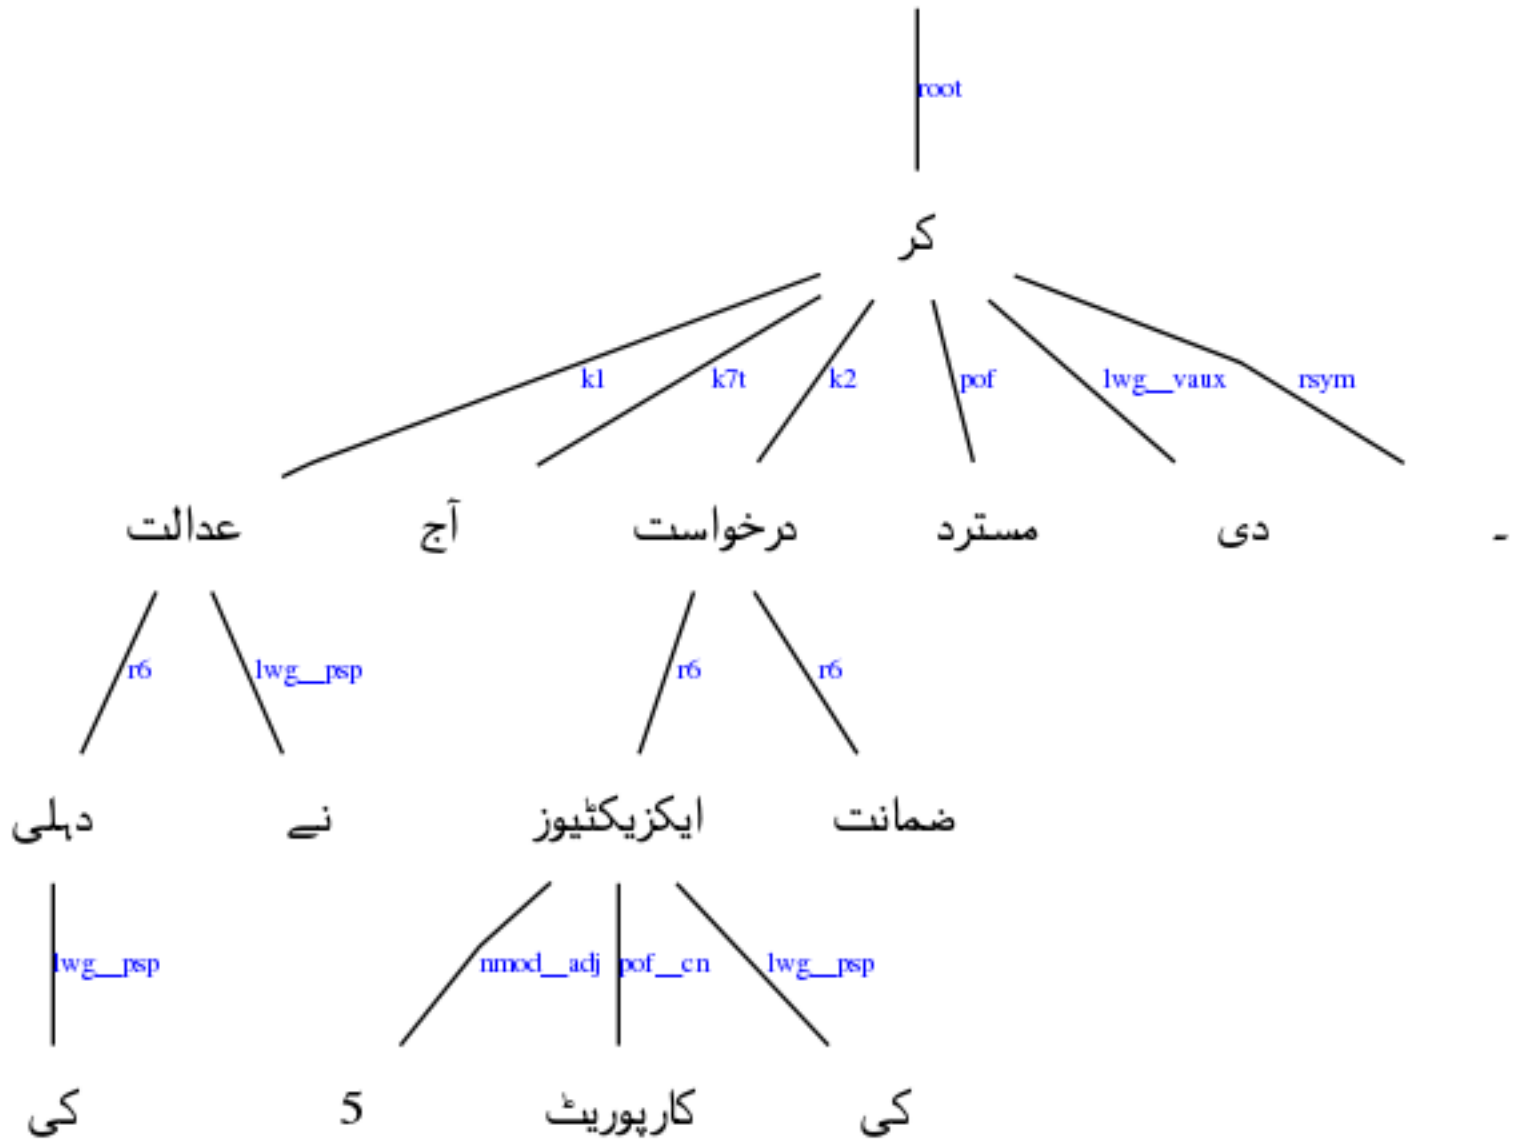 root
کر
k1 k7t k2 pof lwg__vaux rsym
عدالت آج درخواست مسترد دی ۔
r6 lwg__psp r6 r6
دہلی نے ایکزیکٹیوز ضمانت
lwg__psp nmod__adj pof__cn lwg__psp
کی 5 کارپوریٹ کی